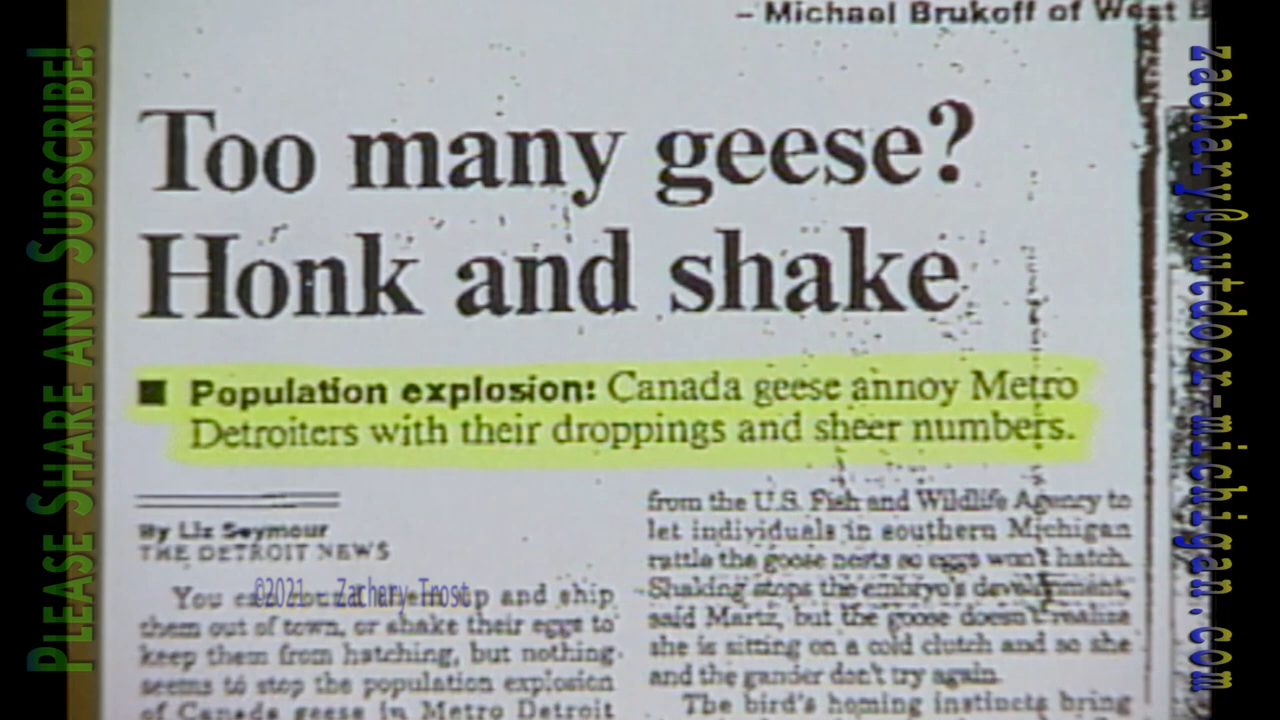 – Michael Brukoff of West B
Too many geese?
Honk and shake
■ Population explosion: Canada geese annoy Metro
Detroiters with their droppings and sheer numbers.
By Liz Seymour
THE DETROIT NEWS
You can round them up and ship
them out of town, or shake their eggs to
keep them from hatching, but nothing
seems to stop the population explosion
of Canada geese in Metro Detroit
from the U.S. Fish and Wildlife Agency to
let individuals in southern Michigan
rattle the goose nests so eggs won't hatch.
Shaking stops the embryo's development,
said Martz, but the goose doesn't realize
she is sitting on a cold clutch and so she
and the gander don't try again.
The bird's homing instincts bring
PLEASE SHARE AND SUBSCRIBE!
©2021 Zachery Trost
zachary@outdoor-michigan.com